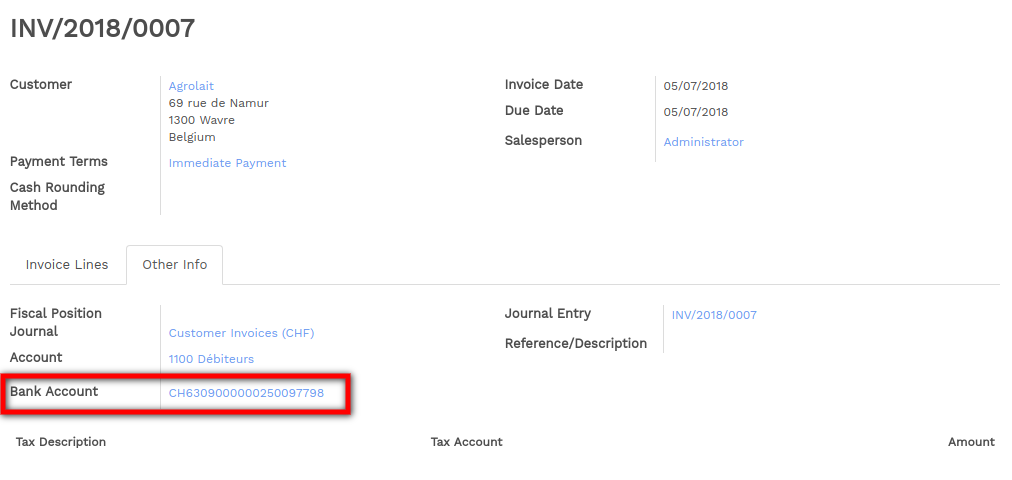 INV/2018/0007
Customer
Agrolait
69 rue de Namur
1300 Wavre
Belgium
Payment Terms
Immediate Payment
Cash Rounding
Method
Invoice Date
05/07/2018
Due Date
05/07/2018
Salesperson
Administrator
Invoice Lines
Other Info
Fiscal Position
Journal
Customer Invoices (CHF)
Account
1100 Débiteurs
Bank Account
CH6309000000250097798
Journal Entry
INV/2018/0007
Reference/Description
Tax Description
Tax Account
Amount